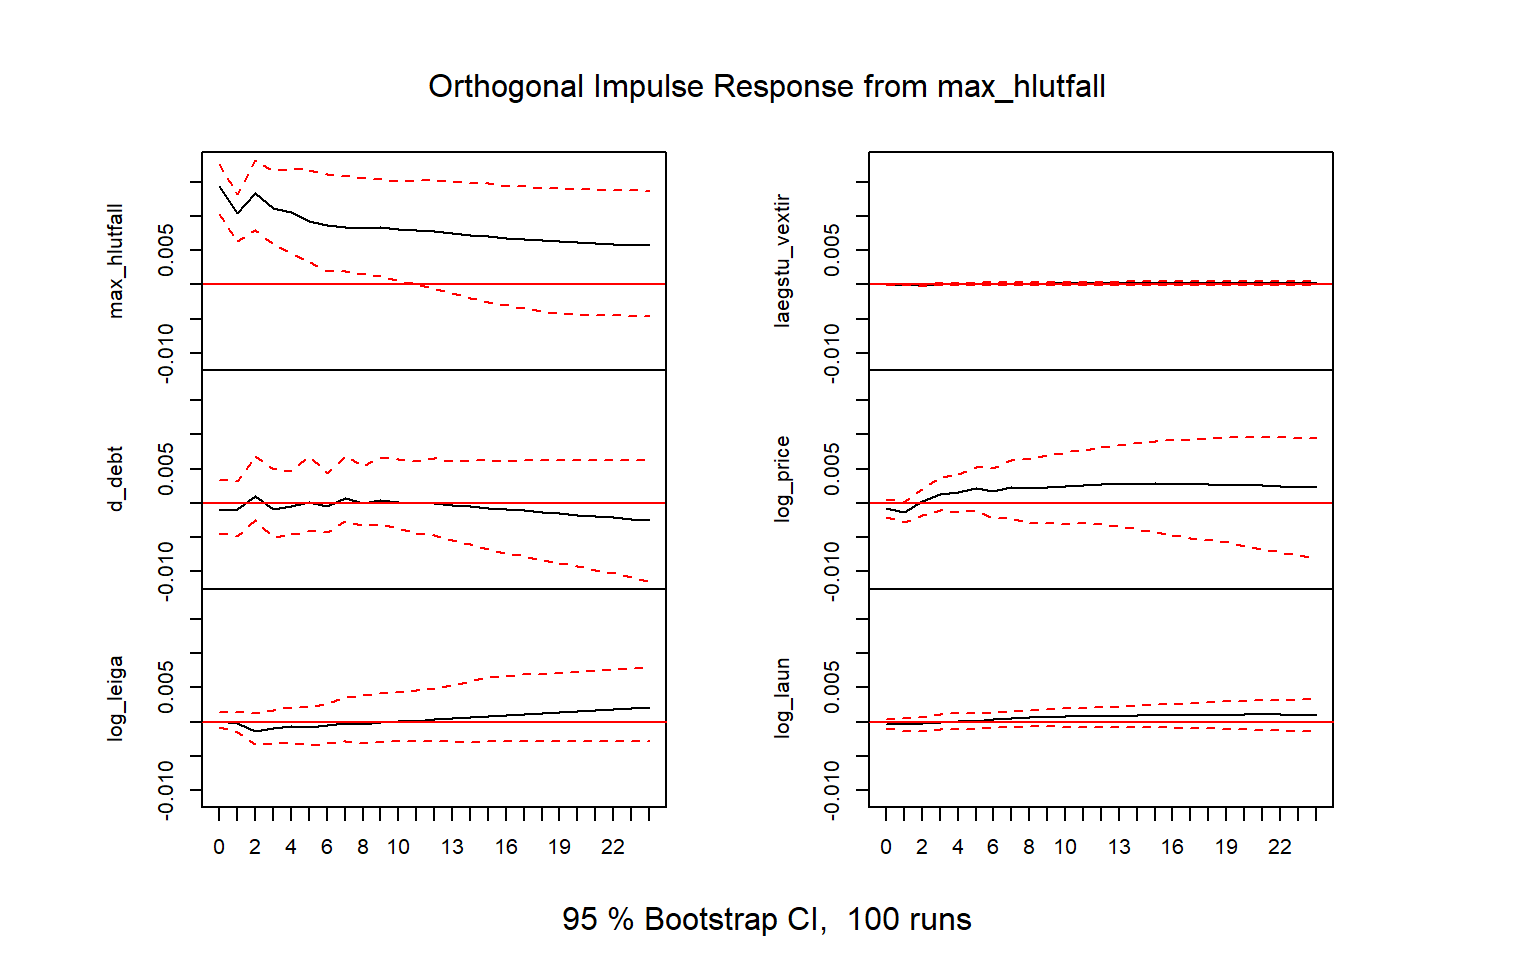 Orthogonal Impulse Response from max_hlutfall
max_hlutfall
0.005
-0.010
d_debt
0.005
-0.010
log_leiga
0.005
-0.010
0 2 4 6 8 10 13 16 19 22
laegstu_vextir
0.005
-0.010
log_price
0.005
-0.010
log_laun
0.005
-0.010
0 2 4 6 8 10 13 16 19 22
95 % Bootstrap CI, 100 runs